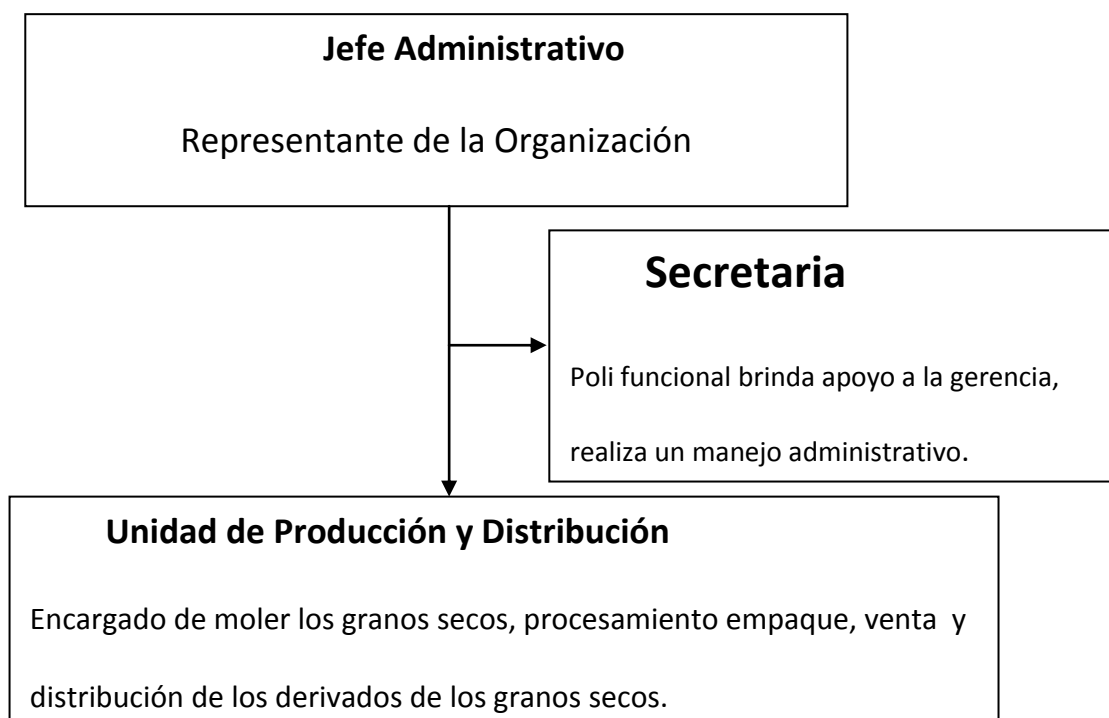 Jefe Administrativo
Representante de la Organización
Secretaria
Poli funcional brinda apoyo a la gerencia,
realiza un manejo administrativo.
Unidad de Producción y Distribución
Encargado de moler los granos secos, procesamiento empaque, venta y
distribución de los derivados de los granos secos.